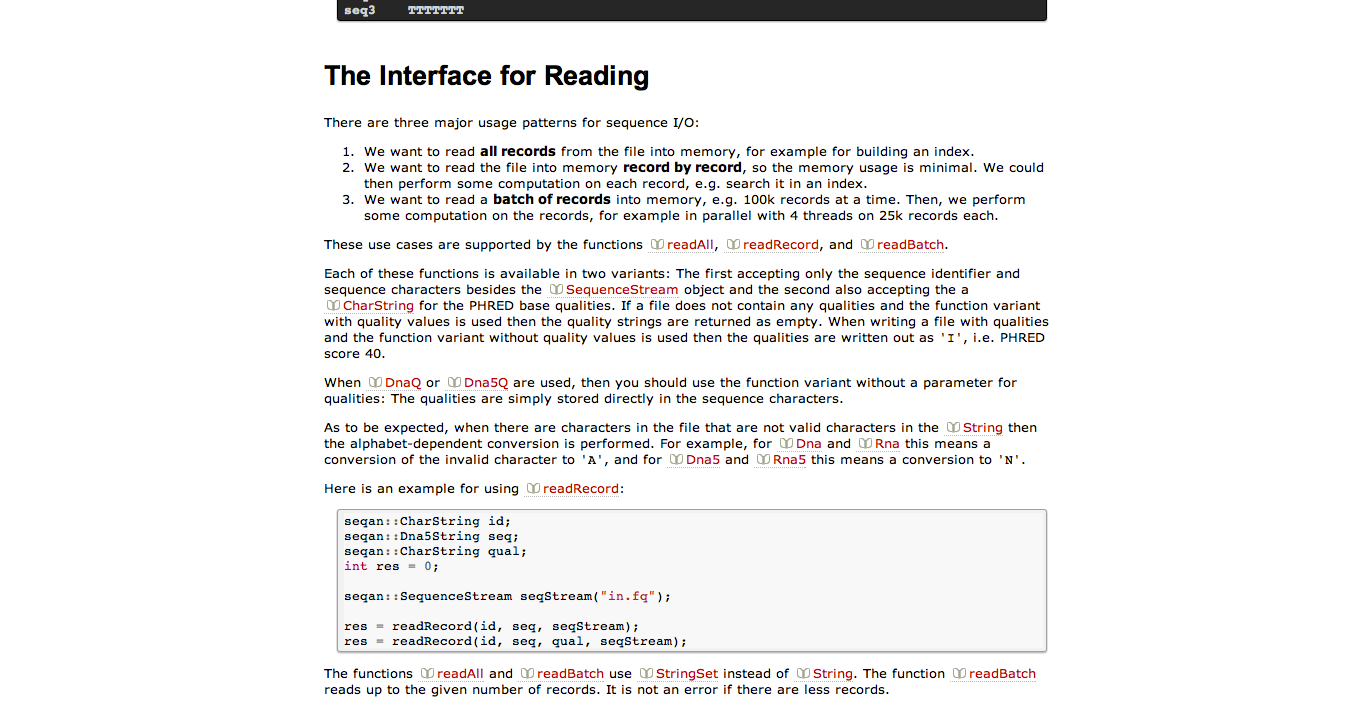 seq3 TTTTTTT
The Interface for Reading
There are three major usage patterns for sequence I/O:
1. We want to read all records from the file into memory, for example for building an index.
2. We want to read the file into memory record by record, so the memory usage is minimal. We could
then perform some computation on each record, e.g. search it in an index.
3. We want to read a batch of records into memory, e.g. 100k records at a time. Then, we perform
some computation on the records, for example in parallel with 4 threads on 25k records each.
These use cases are supported by the functions readAll, readRecord, and readBatch.
Each of these functions is available in two variants: The first accepting only the sequence identifier and
sequence characters besides the SequenceStream object and the second also accepting the a
CharString for the PHRED base qualities. If a file does not contain any qualities and the function variant
with quality values is used then the quality strings are returned as empty. When writing a file with qualities
and the function variant without quality values is used then the qualities are written out as 'I', i.e. PHRED
score 40.
When DnaQ or Dna5Q are used, then you should use the function variant without a parameter for
qualities: The qualities are simply stored directly in the sequence characters.
As to be expected, when there are characters in the file that are not valid characters in the String then
the alphabet-dependent conversion is performed. For example, for Dna and Rna this means a
conversion of the invalid character to 'A', and for Dna5 and Rna5 this means a conversion to 'N'.
Here is an example for using readRecord:
seqan::CharString id;
seqan::Dna5String seq;
seqan::CharString qual;
int res = 0;
seqan::SequenceStream seqStream("in.fq");
res = readRecord(id, seq, seqStream);
res = readRecord(id, seq, qual, seqStream);
The functions readAll and readBatch use StringSet instead of String. The function readBatch
reads up to the given number of records. It is not an error if there are less records.